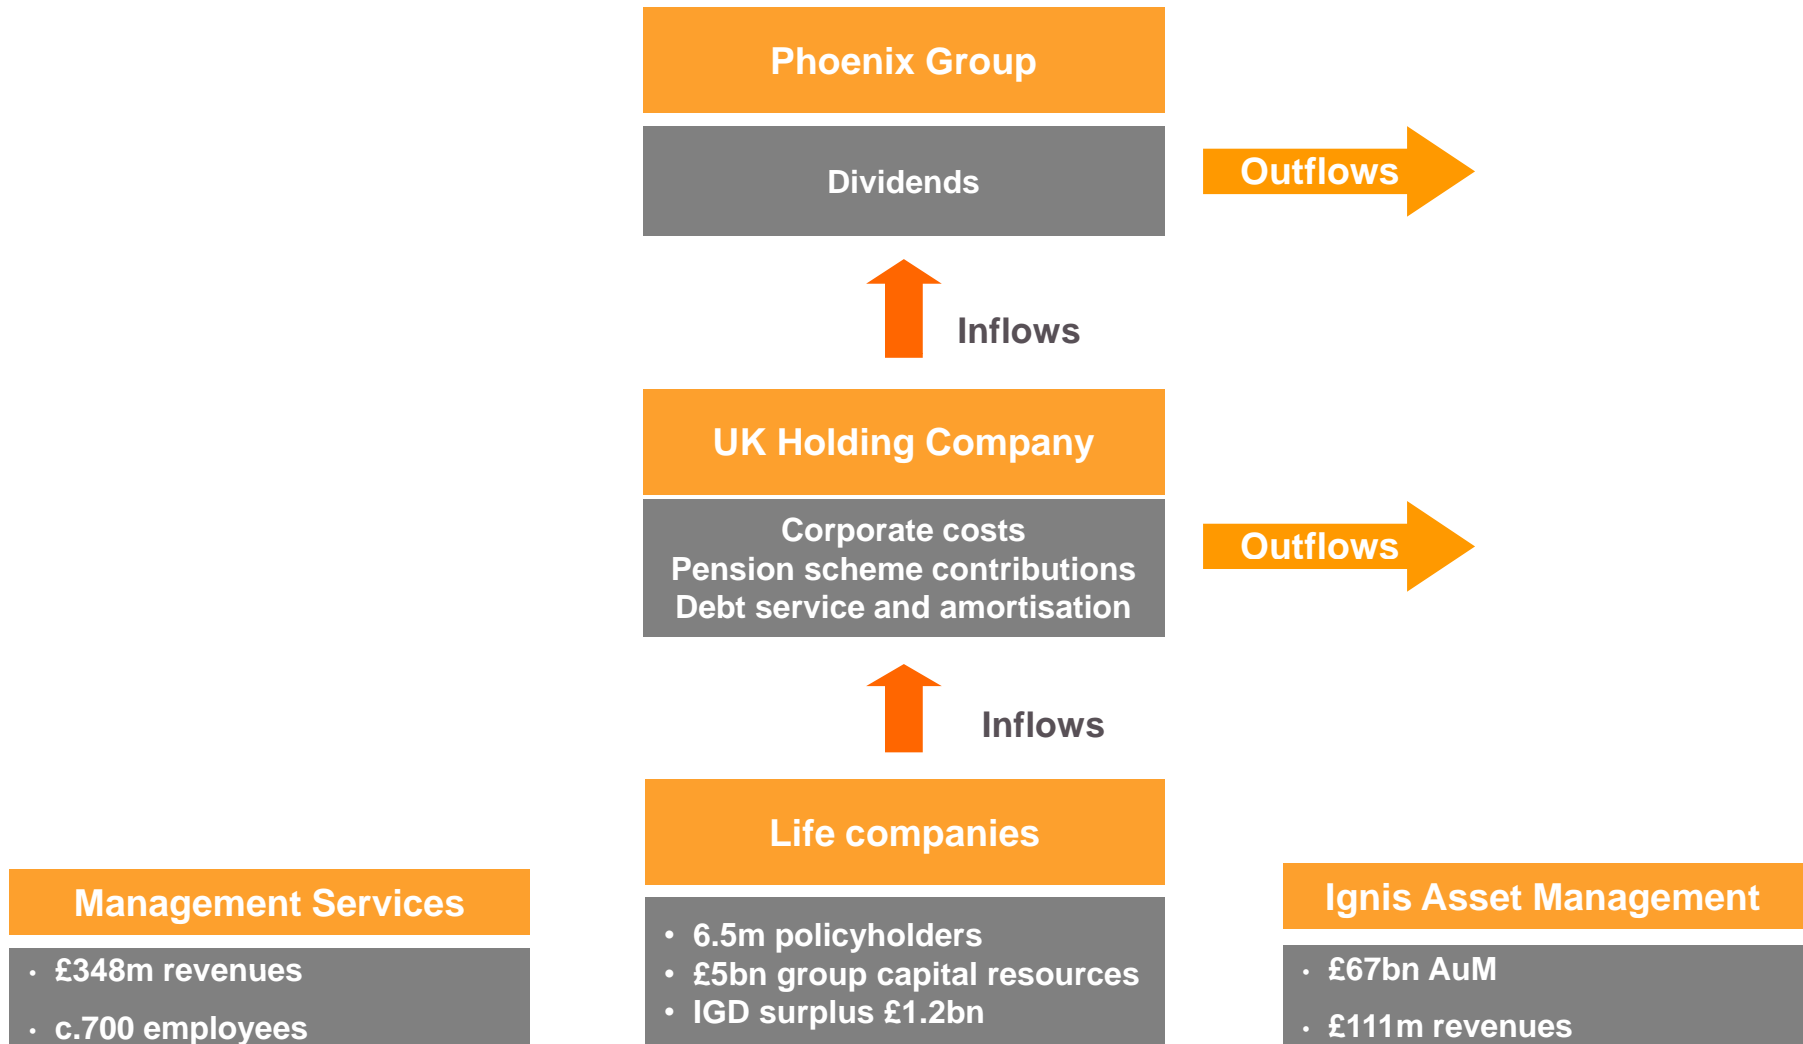 Phoenix Group
Dividends
Outflows
Inflows
UK Holding Company
Corporate costs
Pension scheme contributions
Debt service and amortisation
Outflows
Inflows
Life companies
• 6.5m policyholders
• £5bn group capital resources
• IGD surplus £1.2bn
Management Services
• £348m revenues
• c.700 employees
Ignis Asset Management
• £67bn AuM
• £111m revenues